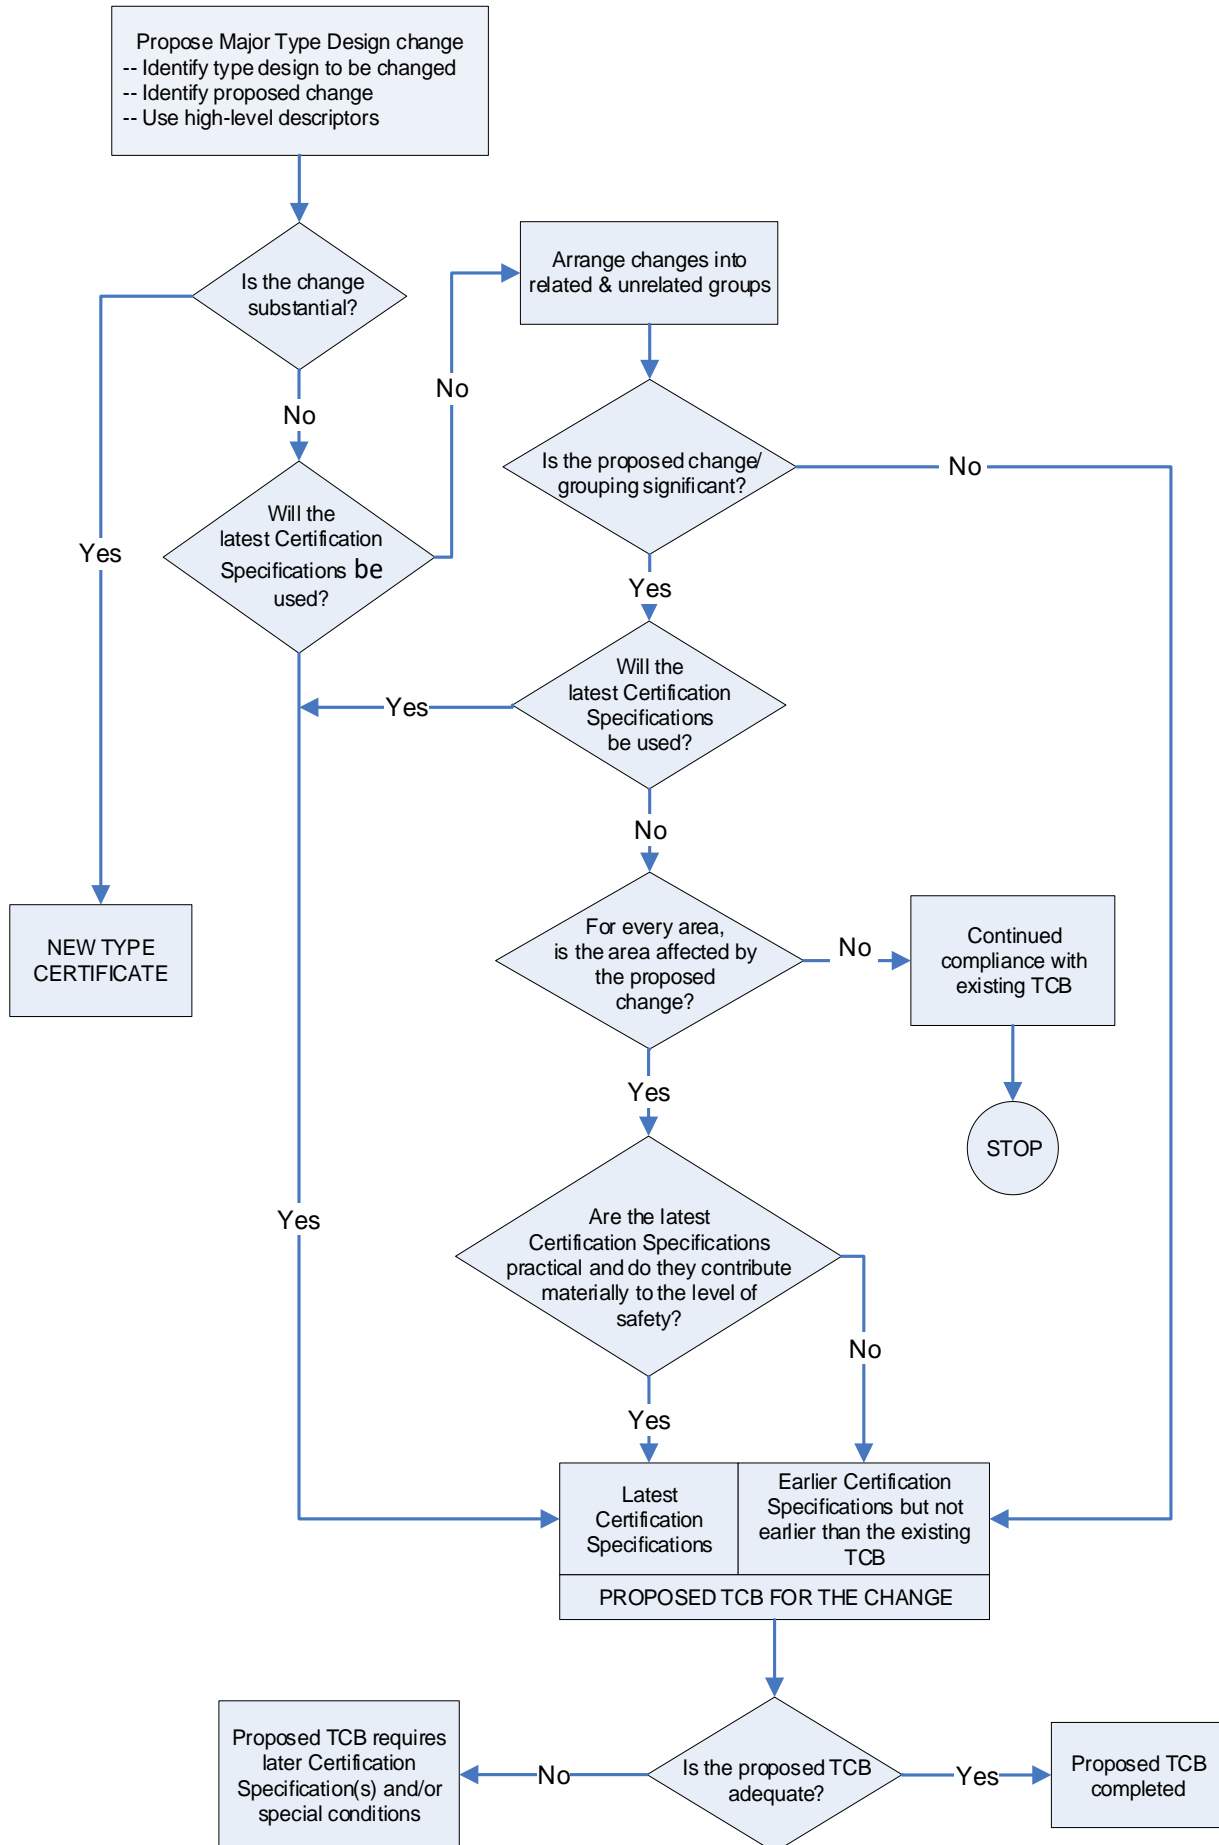 Propose Major Type Design change
-- Identify type design to be changed
-- Identify proposed change
-- Use high-level descriptors
Is the change
substantial?
Arrange changes into
related & unrelated groups
No
No
Is the proposed change/
grouping significant?
No
Will the
latest Certification
Specifications be
used?
Yes
Yes
Will the
latest Certification
Specifications
be used?
Yes
No
For every area,
is the area affected by
the proposed
change?
No
Continued
compliance with
existing TCB
NEW TYPE
CERTIFICATE
Yes
STOP
Yes
Are the latest
Certification Specifications
practical and do they contribute
materially to the level of
safety?
No
Yes
Latest
Certification
Specifications
Earlier Certification
Specifications but not
earlier than the existing
TCB
PROPOSED TCB FOR THE CHANGE
Proposed TCB requires
later Certification
Specification(s) and/or
special conditions
No
Is the proposed TCB
adequate?
Yes
Proposed TCB
completed